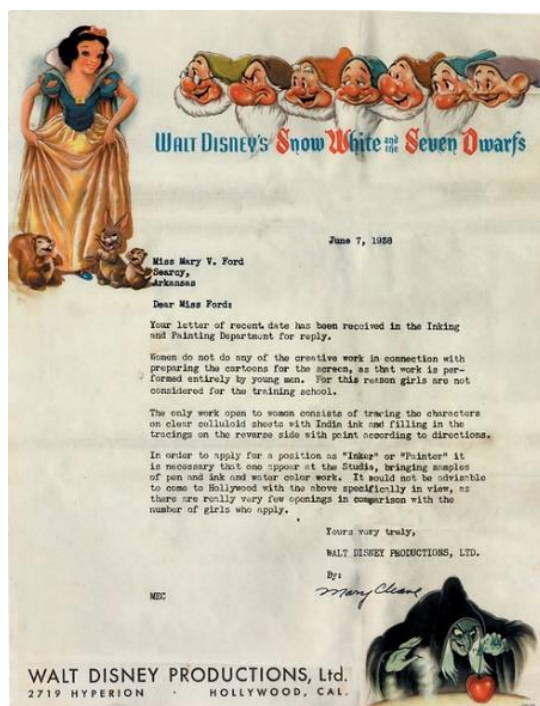 WALT DISNEY'S Snow White and the Seven Dwarfs
June 7, 1938
Miss Mary V. Ford
Searcy,
Arkansas
Dear Miss Ford:
Your letter of recent date has been received in the Inking
and Painting Department for reply.
Women do not do any of the creative work in connection with
preparing the cartoons for the screen, as that work is per-
formed entirely by young men. For this reason girls are not
considered for the training school.
The only work open to women consists of tracing the characters
on clear celluloid sheets with India ink and filling in the
tracings on the reverse side with paint according to directions.
In order to apply for a position as "Inker" or "Painter" it
is necessary that one appear at the Studio, bringing samples
of pen and ink and water color work. It would not be advisable
to come to Hollywood with the above specifically in view, as
there are really very few openings in comparison with the
number of girls who apply.
Yours very truly,
WALT DISNEY PRODUCTIONS, LTD.
By:
Mary Cleave
MEC
WALT DISNEY PRODUCTIONS, Ltd.
2719 HYPERION · HOLLYWOOD, CAL.